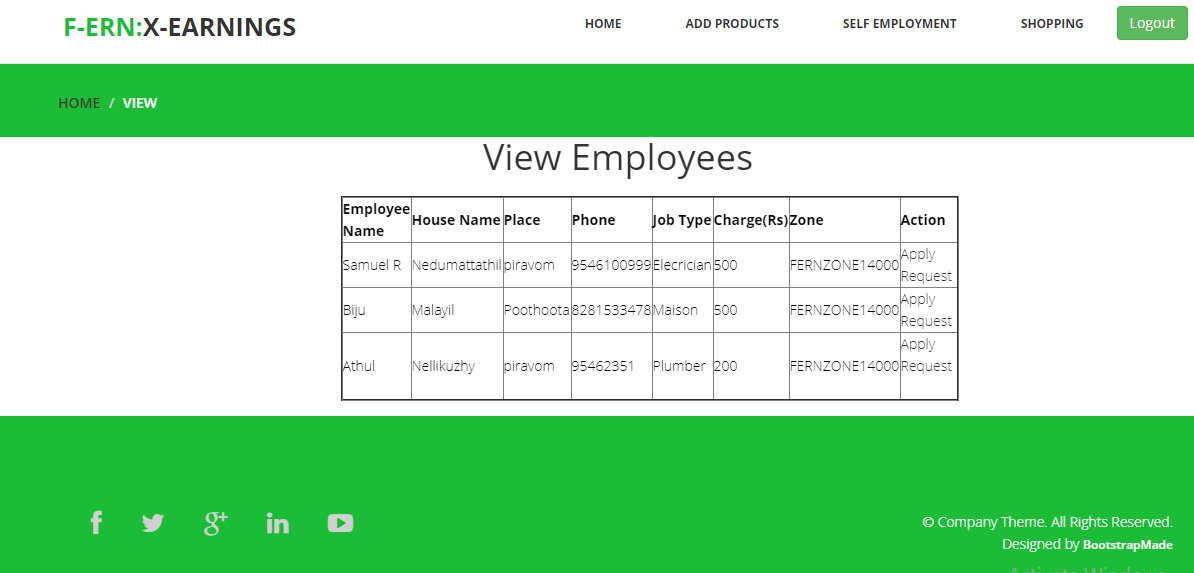 F-ERN:X-EARNINGS HOME ADD PRODUCTS SELF EMPLOYMENT SHOPPING Logout
HOME / VIEW
View Employees
Employee Name House Name Place Phone Job Type Charge(Rs) Zone Action
Samuel R Nedumattathil piravom 9546100999 Elecrician 500 FERNZONE14000 Apply Request
Biju Malayil Poothoota 8281533478 Maison 500 FERNZONE14000 Apply Request
Athul Nellikuzhy piravom 95462351 Plumber 200 FERNZONE14000 Apply Request
© Company Theme. All Rights Reserved.
Designed by BootstrapMade
Activate Windows